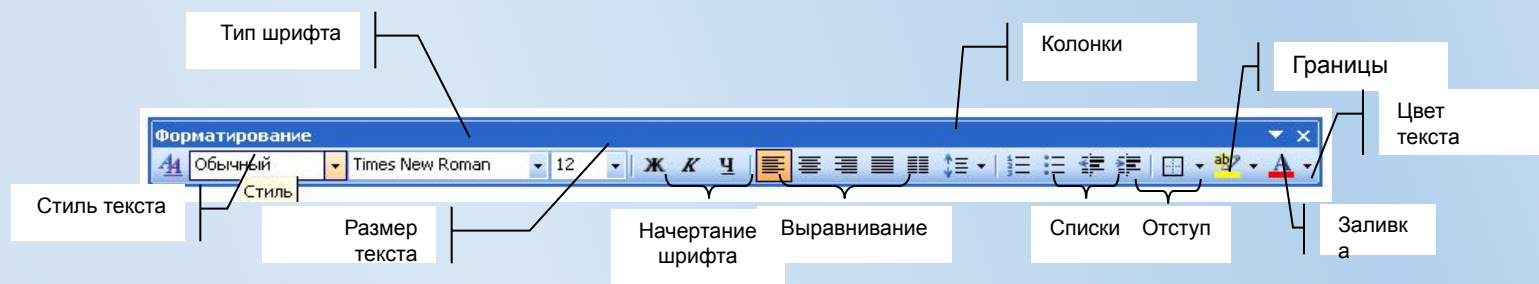 Тип шрифта
Колонки
Границы
Цвет
текста
Форматирование
Обычный
Times New Roman
12
Ж К Ч
Стиль
Стиль текста
Размер
текста
Начертание
шрифта
Выравнивание
Списки
Отступ
Заливк
а